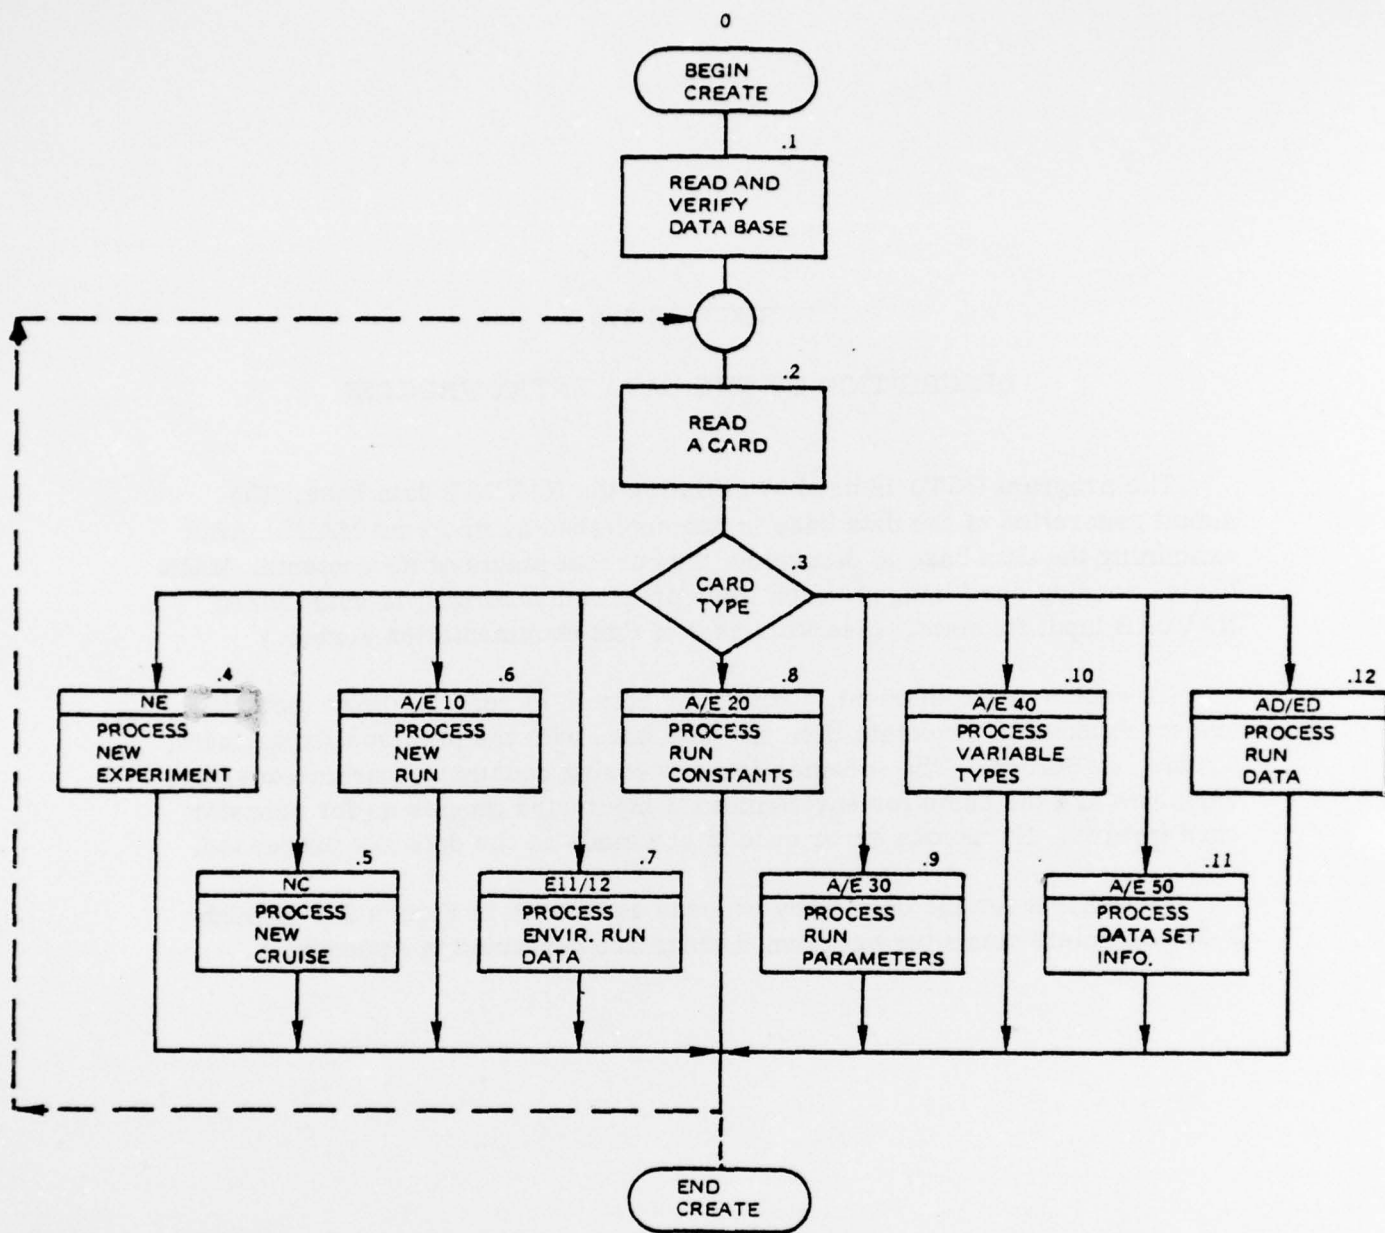 0
BEGIN
CREATE
.1
READ AND
VERIFY
DATA BASE
.2
READ
A CARD
.3
CARD
TYPE
.4
NE
PROCESS
NEW
EXPERIMENT
.5
NC
PROCESS
NEW
CRUISE
.6
A/E 10
PROCESS
NEW
RUN
.7
E11/12
PROCESS
ENVIR. RUN
DATA
.8
A/E 20
PROCESS
RUN
CONSTANTS
.9
A/E 30
PROCESS
RUN
PARAMETERS
.10
A/E 40
PROCESS
VARIABLE
TYPES
.11
A/E 50
PROCESS
DATA SET
INFO.
.12
AD/ED
PROCESS
RUN
DATA
END
CREATE